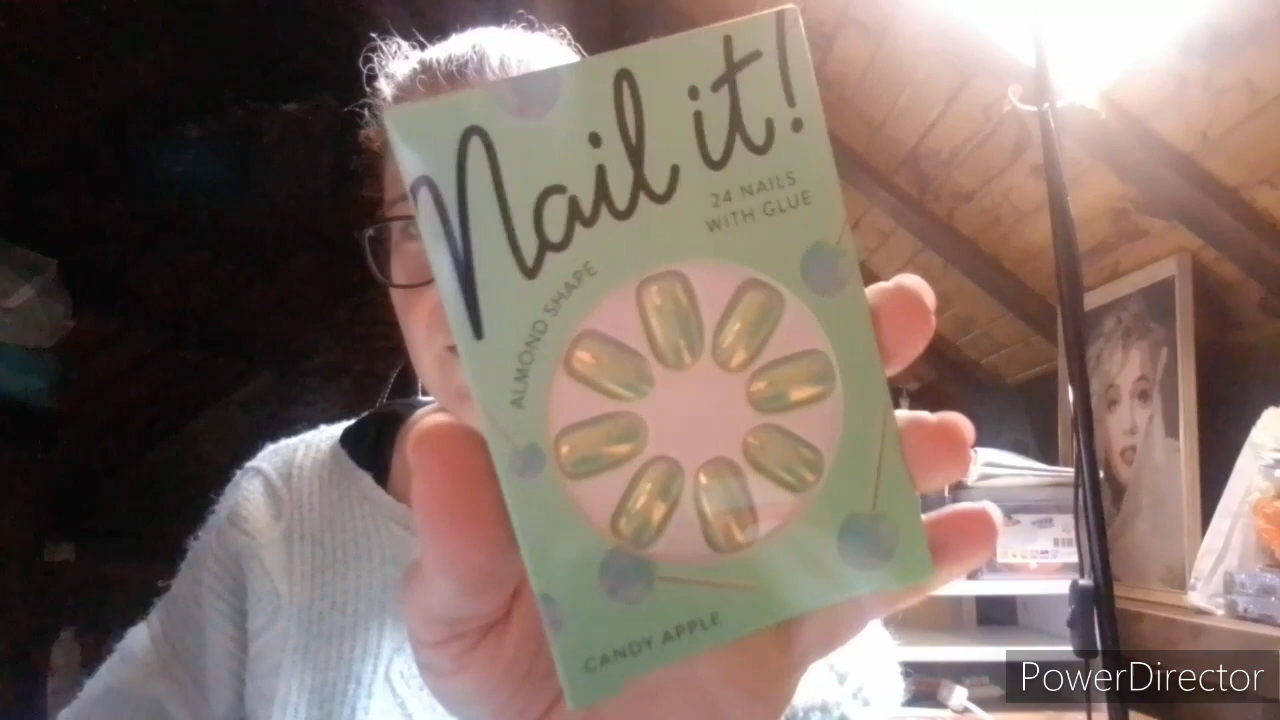 Nail it!
24 NAILS
WITH GLUE
ALMOND SHAPE
CANDY APPLE
PowerDirector